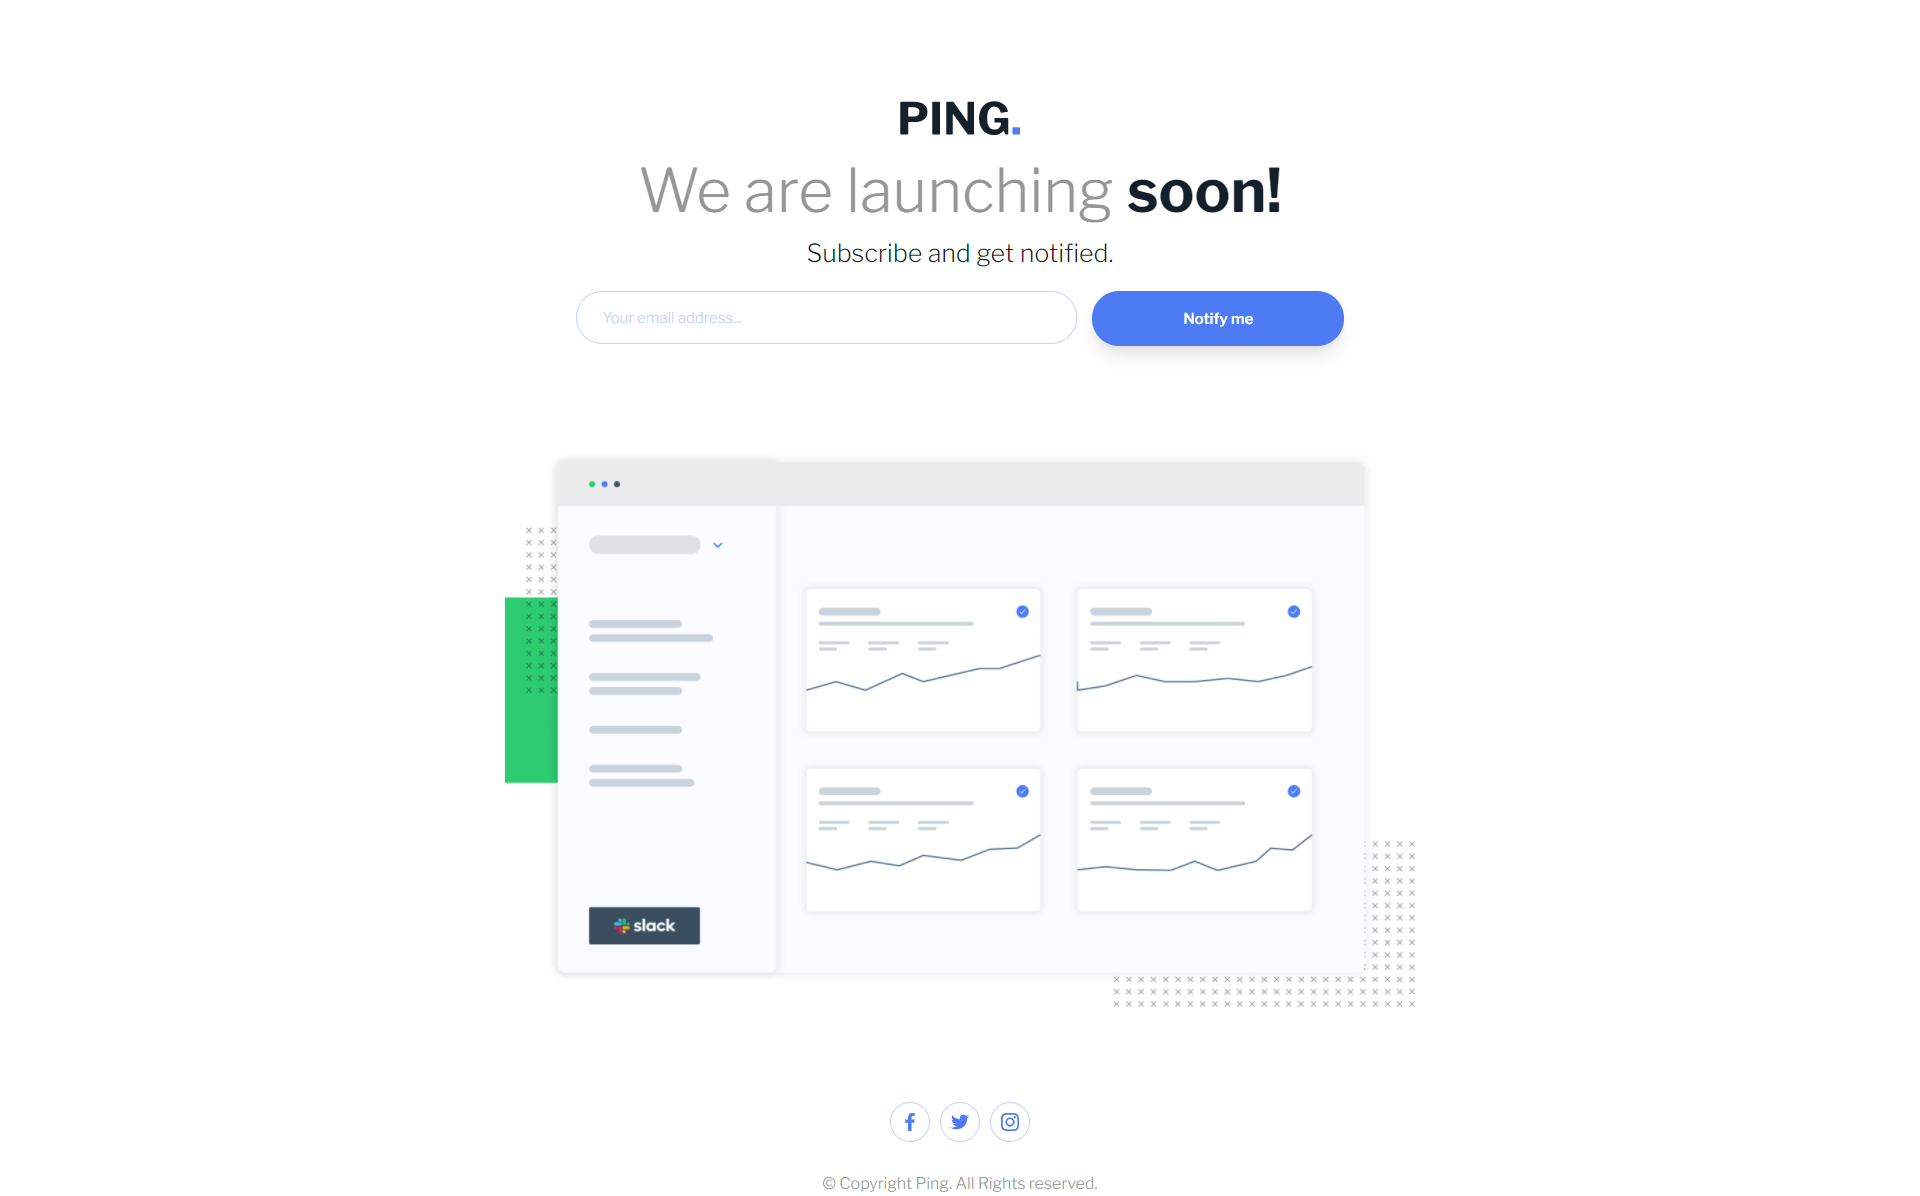 PING.
We are launching soon!
Subscribe and get notified.
Your email address...
Notify me
slack
© Copyright Ping. All Rights reserved.